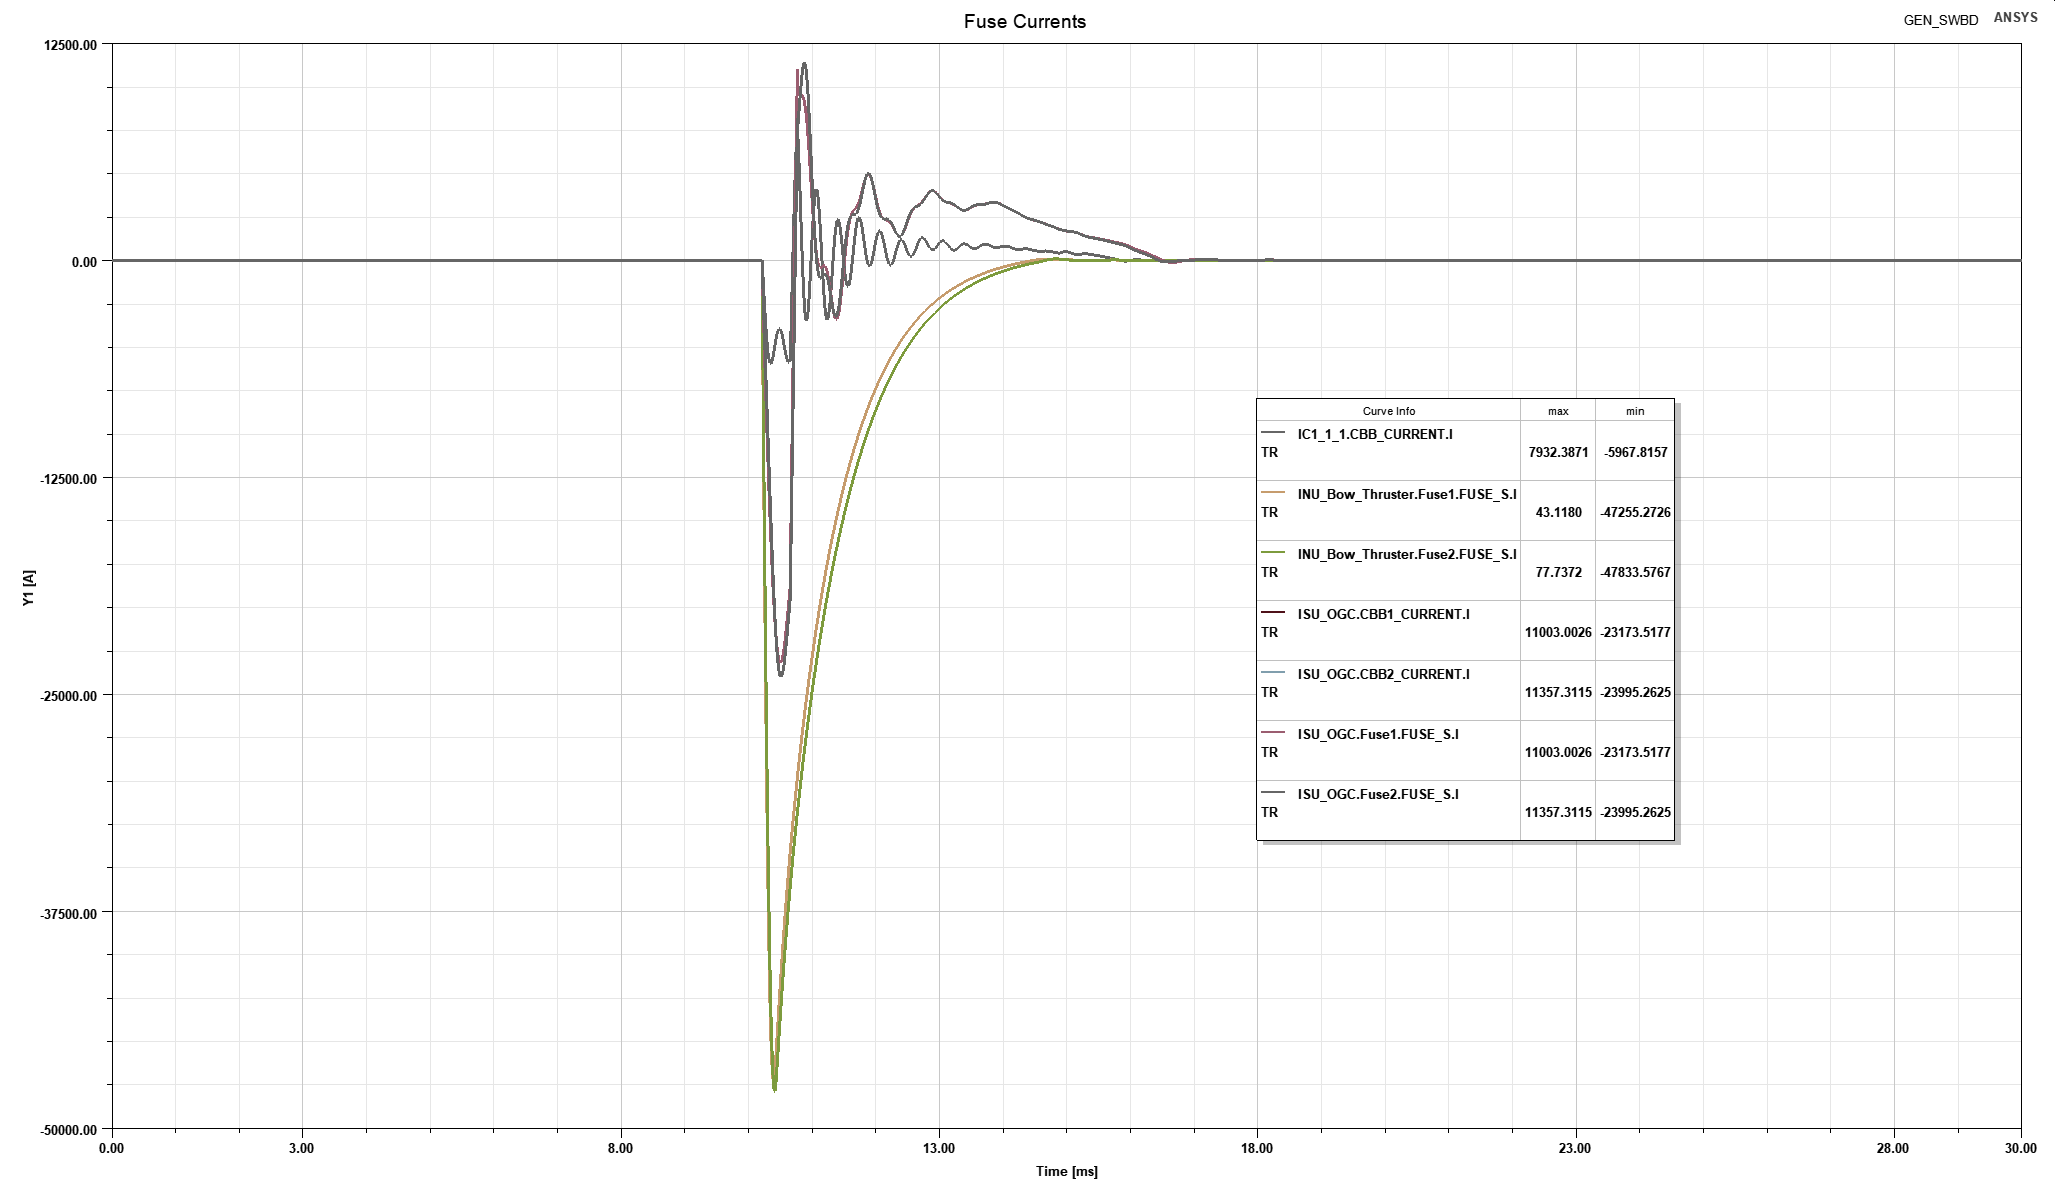 Fuse Currents
GEN_SWBD ANSYS
12500.00
0.00
-12500.00
-25000.00
-37500.00
-50000.00
Y1 [A]
Curve Info max min
IC1_1_1.CBB_CURRENT.I
TR 7932.3871 -5967.8157
INU_Bow_Thruster.Fuse1.FUSE_S.I
TR 43.1180 -47255.2726
INU_Bow_Thruster.Fuse2.FUSE_S.I
TR 77.7372 -47833.5767
ISU_OGC.CBB1_CURRENT.I
TR 11003.0026 -23173.5177
ISU_OGC.CBB2_CURRENT.I
TR 11357.3115 -23995.2625
ISU_OGC.Fuse1.FUSE_S.I
TR 11003.0026 -23173.5177
ISU_OGC.Fuse2.FUSE_S.I
TR 11357.3115 -23995.2625
0.00 3.00 8.00 13.00 18.00 23.00 28.00 30.00
Time [ms]